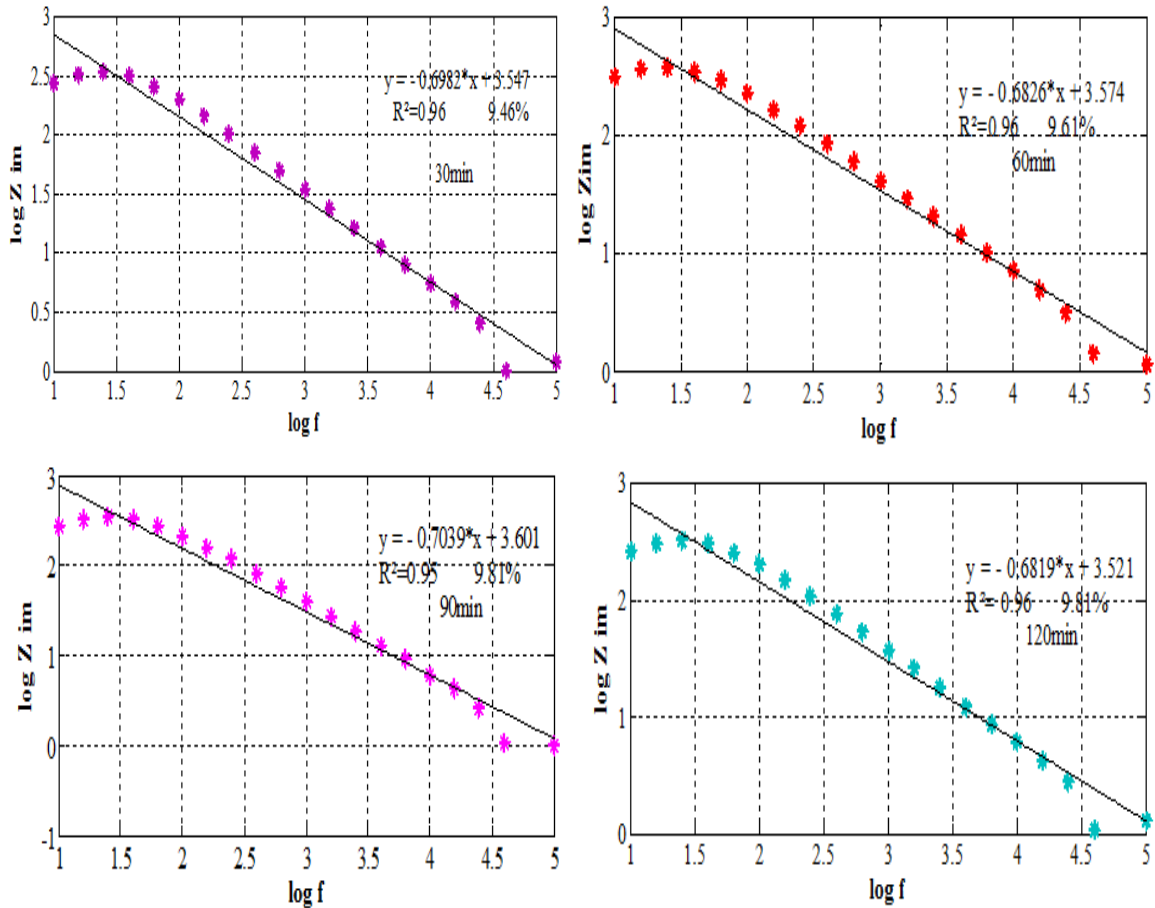 3
2.5
2
1.5
1
0.5
0
log Z im
y = - 0.6982*x + 3.547
R²=0.96 9.46%
30min
1 1.5 2 2.5 3 3.5 4 4.5 5
log f
3
2
1
0
log Zim
y = - 0.6826*x + 3.574
R²=0.96 9.61%
60min
1 1.5 2 2.5 3 3.5 4 4.5 5
log f
3
2
1
0
-1
log Z im
y = - 0.7039*x + 3.601
R²=0.95 9.81%
90min
1 1.5 2 2.5 3 3.5 4 4.5 5
log f
3
2
1
0
log Z im
y = - 0.6819*x + 3.521
R²= 0.96 9.81%
120min
1 1.5 2 2.5 3 3.5 4 4.5 5
log f